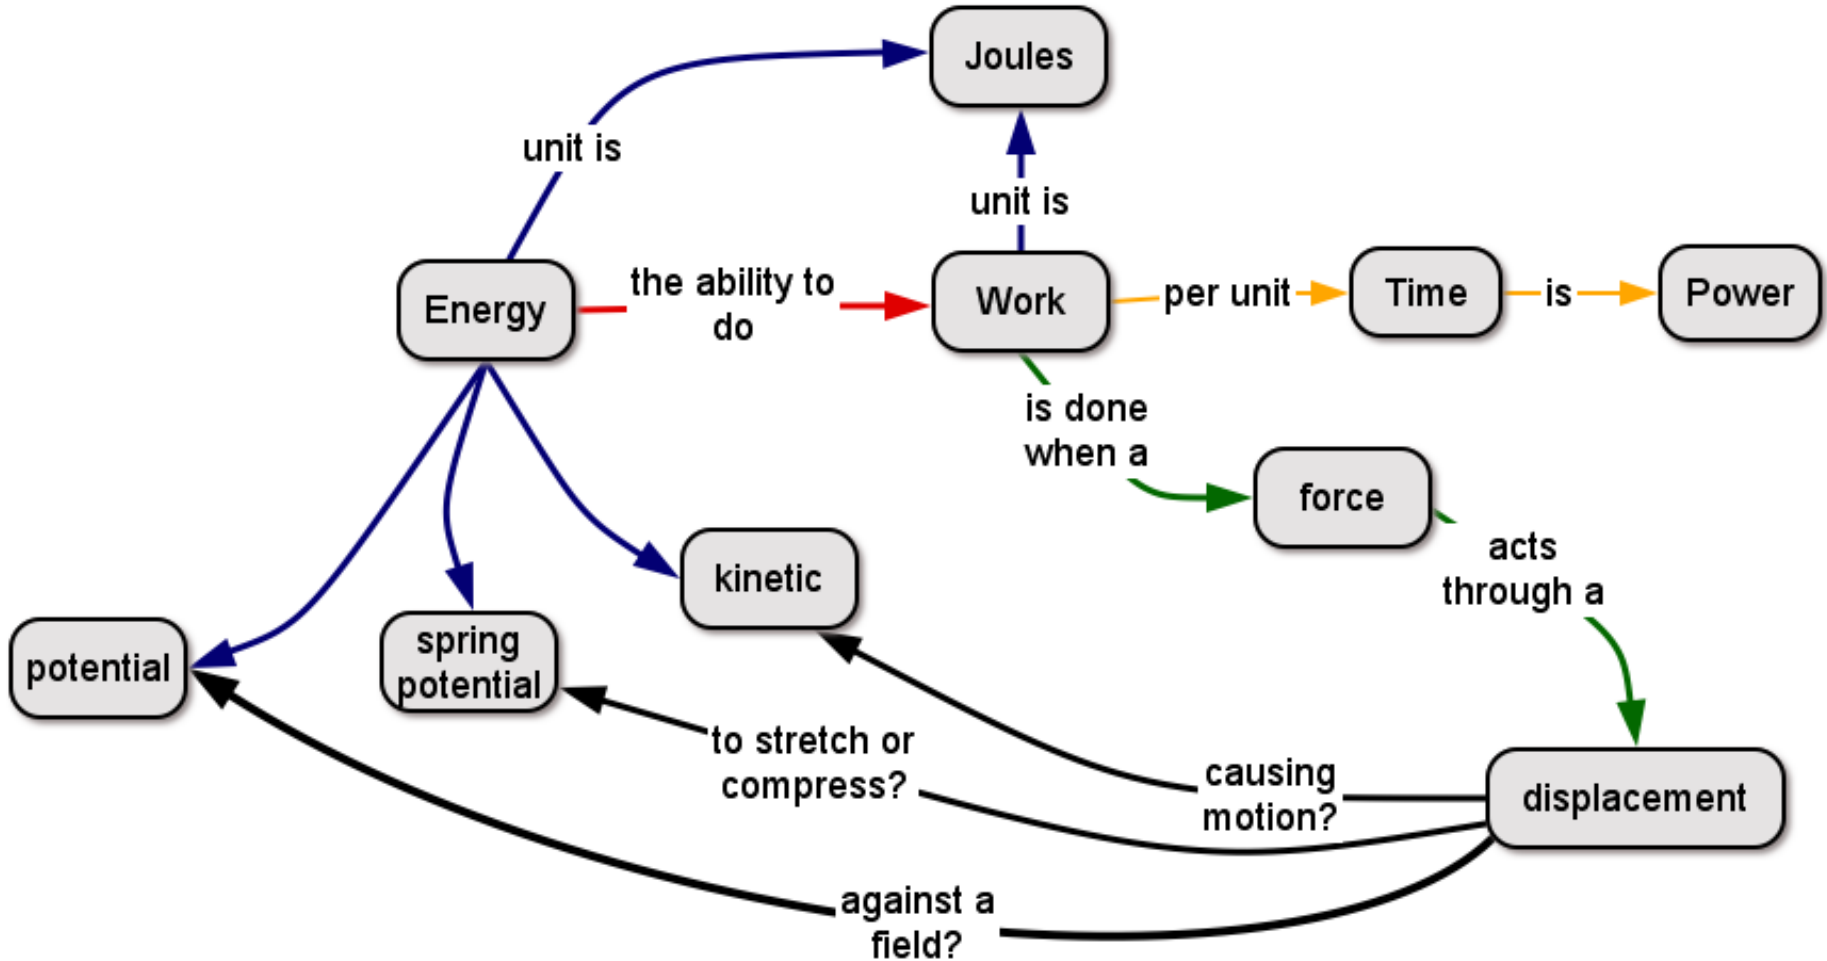 Joules
unit is
unit is
Energy
the ability to
do
Work
per unit
Time
is
Power
is done
when a
force
acts
through a
kinetic
spring
potential
potential
to stretch or
compress?
causing
motion?
displacement
against a
field?